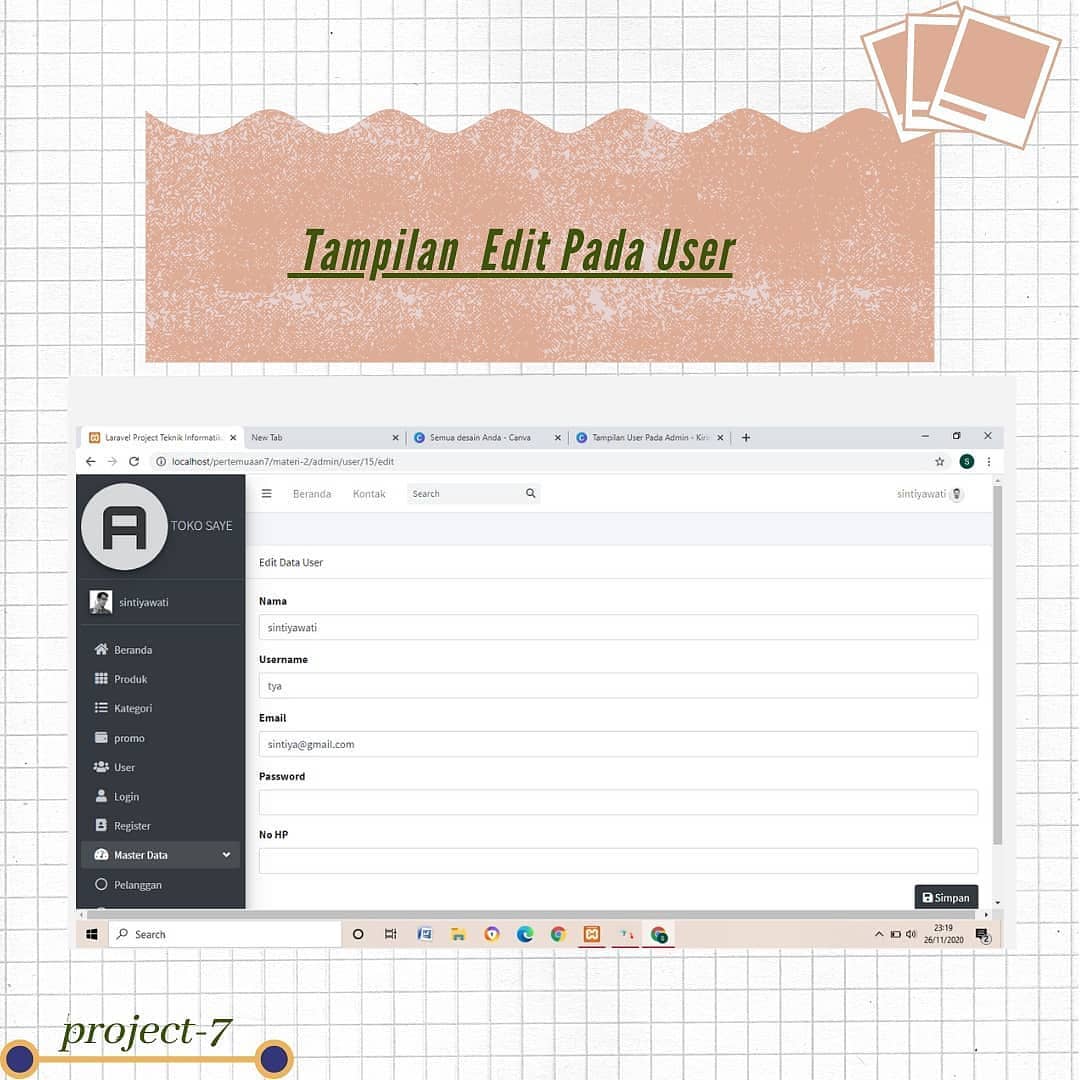 Tampilan Edit Pada User
Laravel Project Teknik Informatik
New Tab
Semua desain Anda - Canva
Tampilan User Pada Admin - Kiri
localhost/pertemuaan7/materi-2/admin/user/15/edit
S
A
TOKO SAYE
Beranda
Kontak
Search
sintiyawati
Edit Data User
sintiyawati
Beranda
Produk
Kategori
promo
User
Login
Register
Master Data
Pelanggan
Nama
sintiyawati
Username
tya
Email
sintiya@gmail.com
Password
No HP
Simpan
Search
23:19
26/11/2020
2
project-7